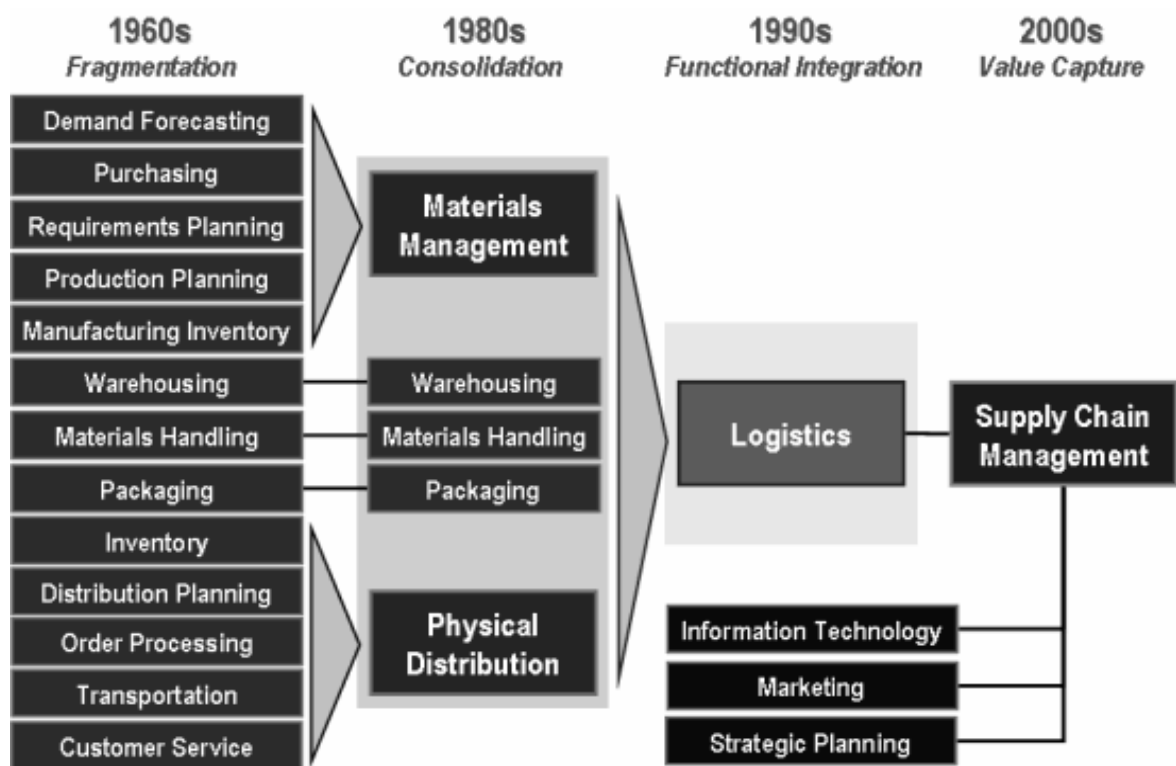 1960s
Fragmentation
1980s
Consolidation
1990s
Functional Integration
2000s
Value Capture
Demand Forecasting
Purchasing
Requirements Planning
Production Planning
Manufacturing Inventory
Warehousing
Materials Handling
Packaging
Inventory
Distribution Planning
Order Processing
Transportation
Customer Service
Materials
Management
Warehousing
Materials Handling
Packaging
Physical
Distribution
Logistics
Information Technology
Marketing
Strategic Planning
Supply Chain
Management